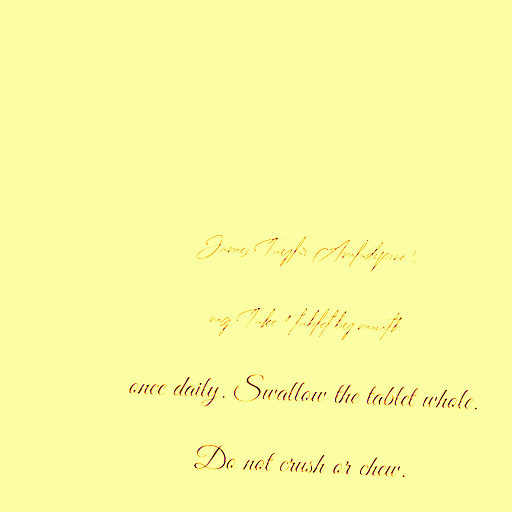 James Taylor Amlodipine
mg Take 1 tablet by mouth
once daily. Swallow the tablet whole.
Do not crush or chew.